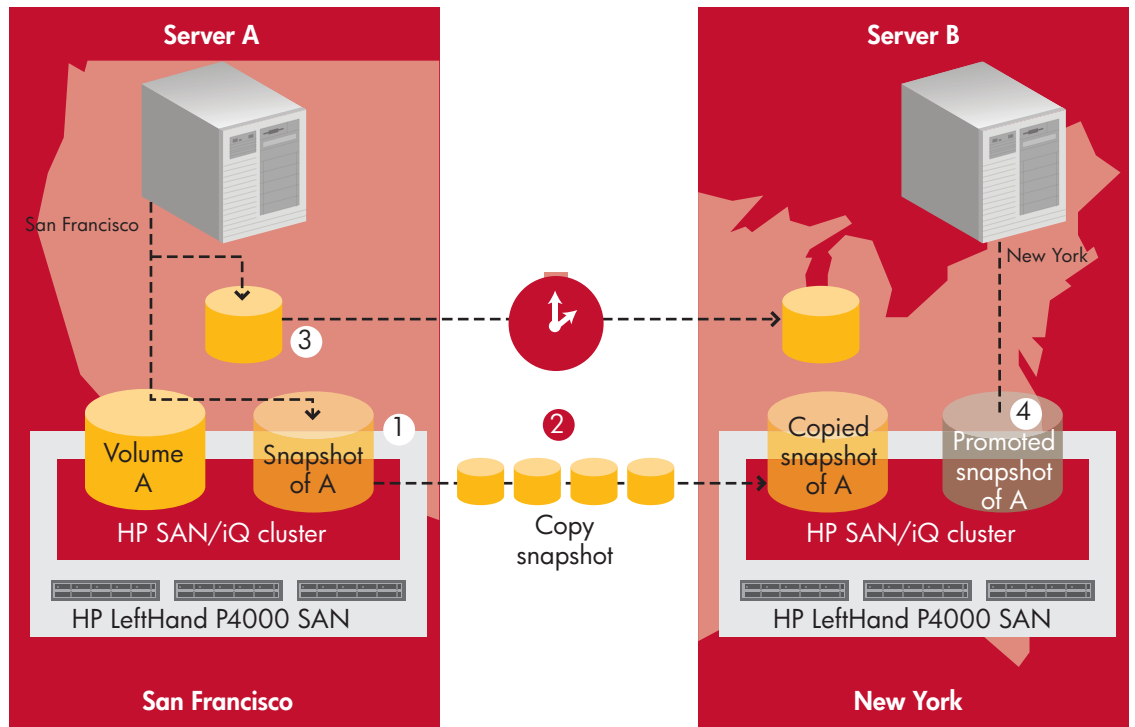 Server A
Server B
San Francisco
New York
3
1
2
4
Volume
A
Snapshot
of A
Copy
snapshot
Copied
snapshot
of A
Promoted
snapshot
of A
HP SAN/iQ cluster
HP SAN/iQ cluster
HP LeftHand P4000 SAN
HP LeftHand P4000 SAN
San Francisco
New York